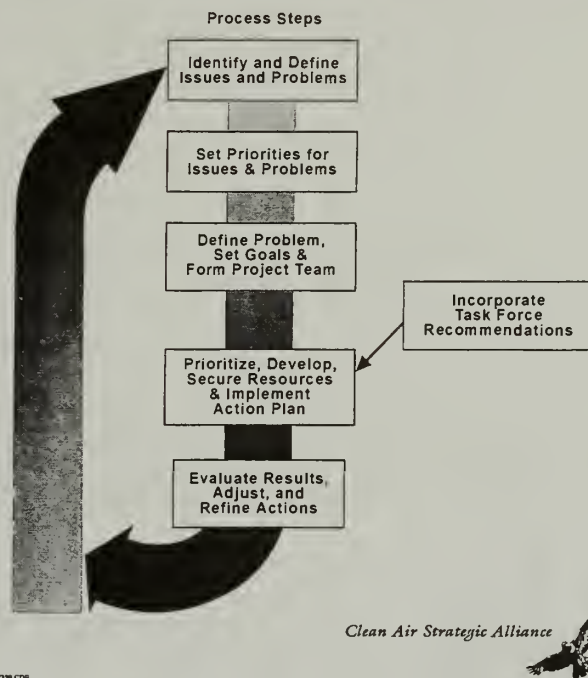 Process Steps
Identify and Define
Issues and Problems
Set Priorities for
Issues & Problems
Define Problem,
Set Goals &
Form Project Team
Incorporate
Task Force
Recommendations
Prioritize, Develop,
Secure Resources
& Implement
Action Plan
Evaluate Results,
Adjust, and
Refine Actions
Clean Air Strategic Alliance